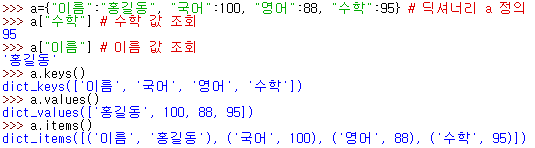 >>> a={"이름":"홍길동", "국어":100, "영어":88, "수학":95} # 딕셔너리 a 정의
>>> a["수학"] # 수학 값 조회
95
>>> a["이름"] # 이름 값 조회
'홍길동'
>>> a.keys()
dict_keys(['이름', '국어', '영어', '수학'])
>>> a.values()
dict_values(['홍길동', 100, 88, 95])
>>> a.items()
dict_items([('이름', '홍길동'), ('국어', 100), ('영어', 88), ('수학', 95)])